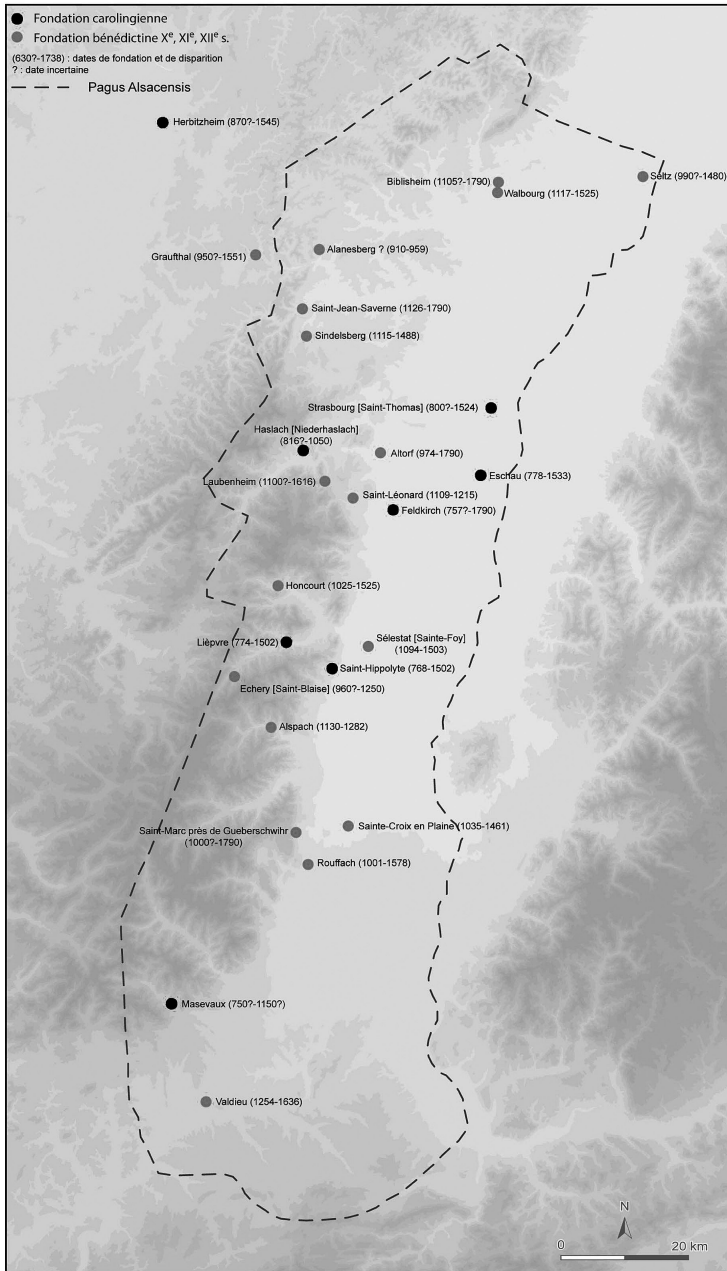 Fondation carolingienne
Fondation bénédictine Xe, XIe, XIIe s.
(630?-1738) : dates de fondation et de disparition
? : date incertaine
Pagus Alsacensis
Herbitzheim (870?-1545)
Biblisheim (1105?-1790)
Seltz (990?-1480)
Walbourg (1117-1525)
Alanesberg ? (910-959)
Graufthal (950?-1551)
Saint-Jean-Saverne (1126-1790)
Sindelsberg (1115-1488)
Strasbourg [Saint-Thomas] (800?-1524)
Haslach [Niederhaslach]
(816?-1050)
Altorf (974-1790)
Eschau (778-1533)
Laubenheim (1100?-1616)
Saint-Léonard (1109-1215)
Feldkirch (757?-1790)
Honcourt (1025-1525)
Lièpvre (774-1502)
Sélestat [Sainte-Foy]
(1094-1503)
Saint-Hippolyte (768-1502)
Echery [Saint-Blaise] (960?-1250)
Alspach (1130-1282)
Sainte-Croix en Plaine (1035-1461)
Saint-Marc près de Gueberschwihr
(1000?-1790)
Rouffach (1001-1578)
Masevaux (750?-1150?)
Valdieu (1254-1636)
N
0 20 km